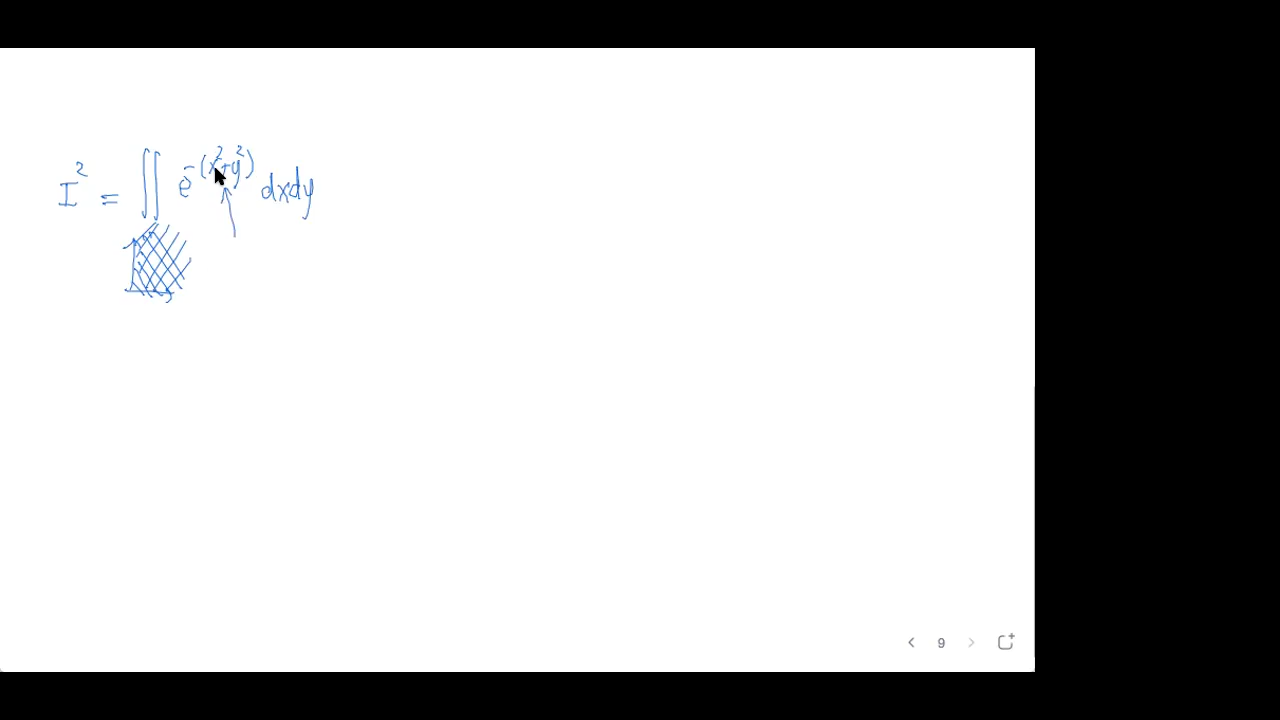 I² = ∬ e^-(x²+y²) dxdy
9